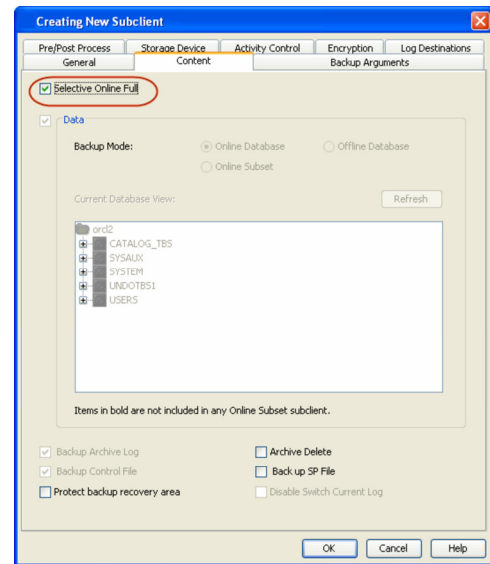 Creating New Subclient
Pre/Post Process Storage Device Activity Control Encryption Log Destinations
General Content Backup Arguments
Selective Online Full
Data
Backup Mode: Online Database Offline Database
Online Subset
Current Database View: Refresh
orcl2
CATALOG_TBS
SYSAUX
SYSTEM
UNDOTBS1
USERS
Items in bold are not included in any Online Subset subclient.
Backup Archive Log Archive Delete
Backup Control File Back up SP File
Protect backup recovery area Disable Switch Current Log
OK Cancel Help